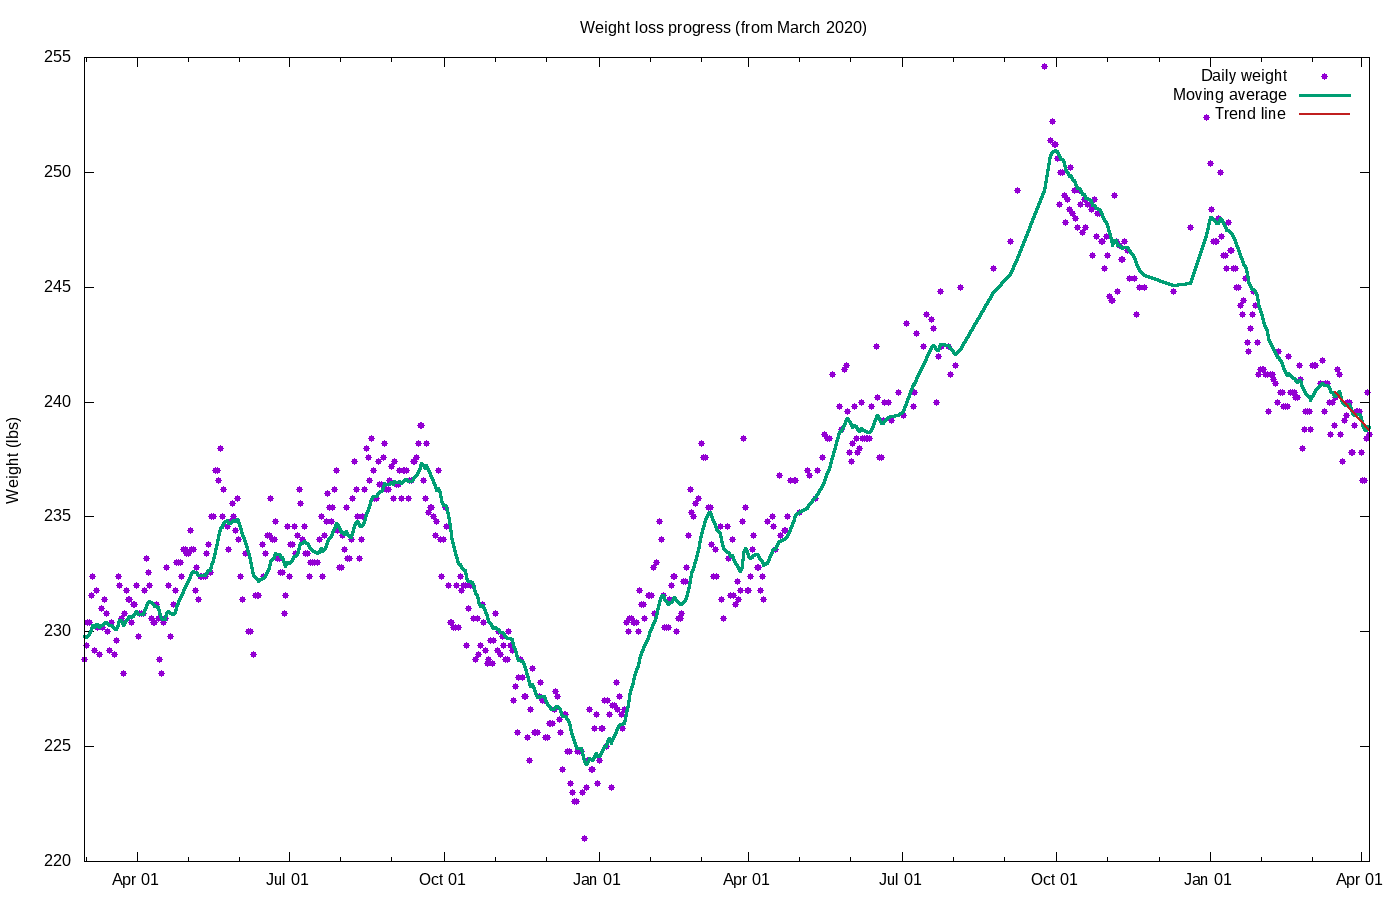 Weight loss progress (from March 2020)
255
250
245
240
235
230
225
220
Weight (lbs)
Daily weight
Moving average
Trend line
Apr 01 Jul 01 Oct 01 Jan 01 Apr 01 Jul 01 Oct 01 Jan 01 Apr 01